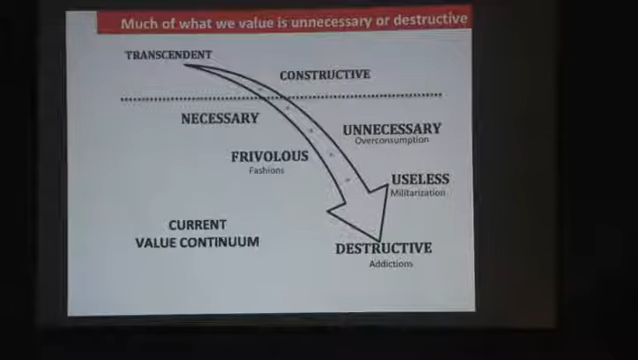 Much of what we value is unnecessary or destructive
TRANSCENDENT
CONSTRUCTIVE
NECESSARY
UNNECESSARY
Overconsumption
FRIVOLOUS
Fashions
USELESS
Militarization
CURRENT
VALUE CONTINUUM
DESTRUCTIVE
Addictions